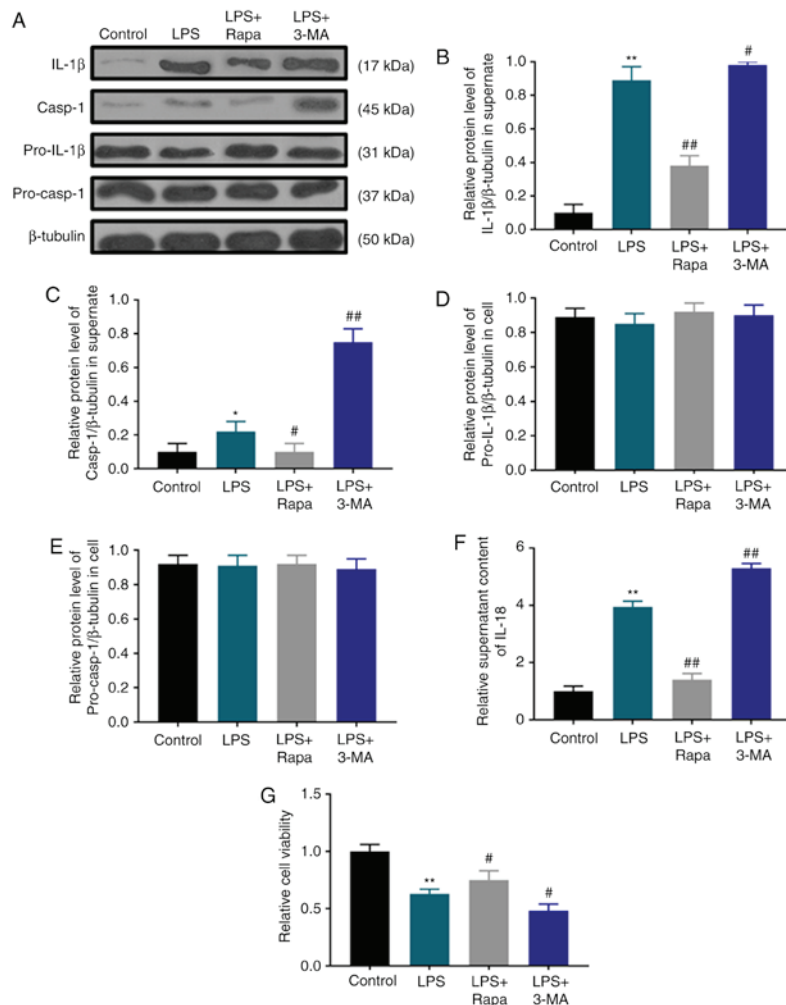 A
Control
LPS
LPS+
Rapa
LPS+
3-MA
IL-1β
(17 kDa)
Casp-1
(45 kDa)
Pro-IL-1β
(31 kDa)
Pro-casp-1
(37 kDa)
β-tubulin
(50 kDa)
B
Relative protein level of
IL-1β/β-tubulin in supernate
1.0
0.8
0.6
0.4
0.2
0.0
**
##
#
Control
LPS
LPS+
Rapa
LPS+
3-MA
C
Relative protein level of
Casp-1/β-tubulin in supernate
1.0
0.8
0.6
0.4
0.2
0.0
*
#
##
Control
LPS
LPS+
Rapa
LPS+
3-MA
D
Relative protein level of
Pro-IL-1β/β-tubulin in cell
1.0
0.8
0.6
0.4
0.2
0.0
Control
LPS
LPS+
Rapa
LPS+
3-MA
E
Relative protein level of
Pro-casp-1/β-tubulin in cell
1.0
0.8
0.6
0.4
0.2
0.0
Control
LPS
LPS+
Rapa
LPS+
3-MA
F
Relative supernatant content
of IL-18
6
4
2
0
**
##
##
Control
LPS
LPS+
Rapa
LPS+
3-MA
G
Relative cell viability
1.5
1.0
0.5
0.0
**
#
#
Control
LPS
LPS+
Rapa
LPS+
3-MA